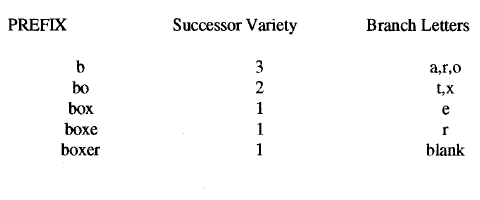 PREFIX Successor Variety Branch Letters
b 3 a,r,o
bo 2 t,x
box 1 e
boxe 1 r
boxer 1 blank